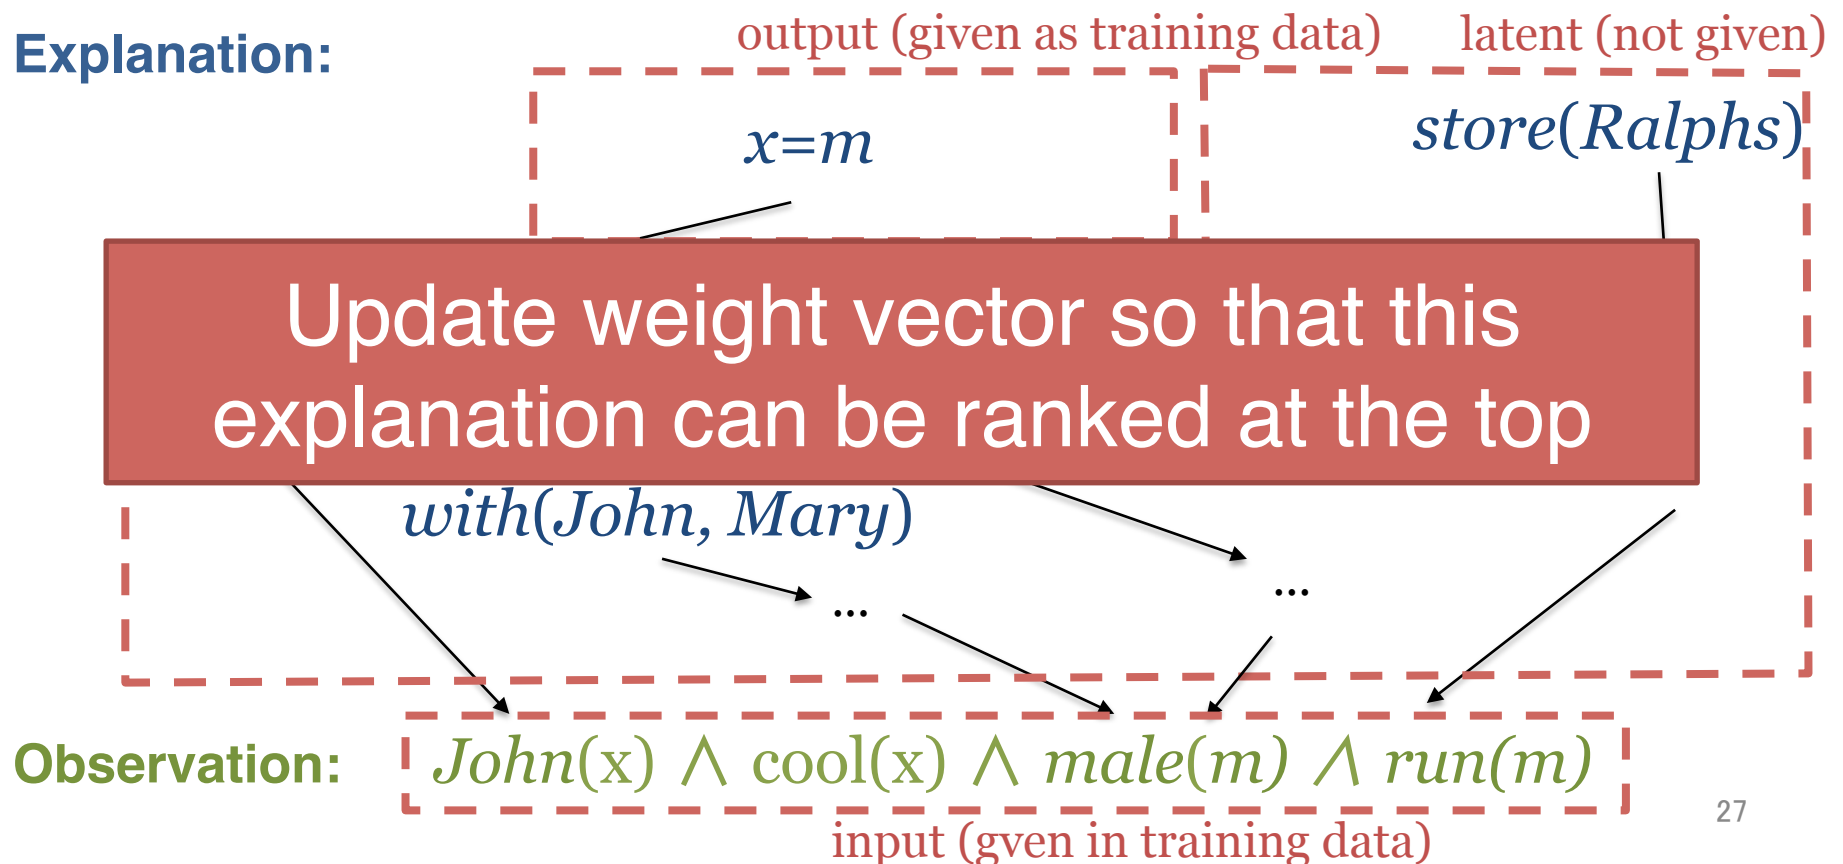 output (given as training data)
latent (not given)
Explanation:
x=m
store(Ralphs)
Update weight vector so that this
explanation can be ranked at the top
with(John, Mary)
...
...
Observation:
John(x) ∧ cool(x) ∧ male(m) ∧ run(m)
27
input (gven in training data)